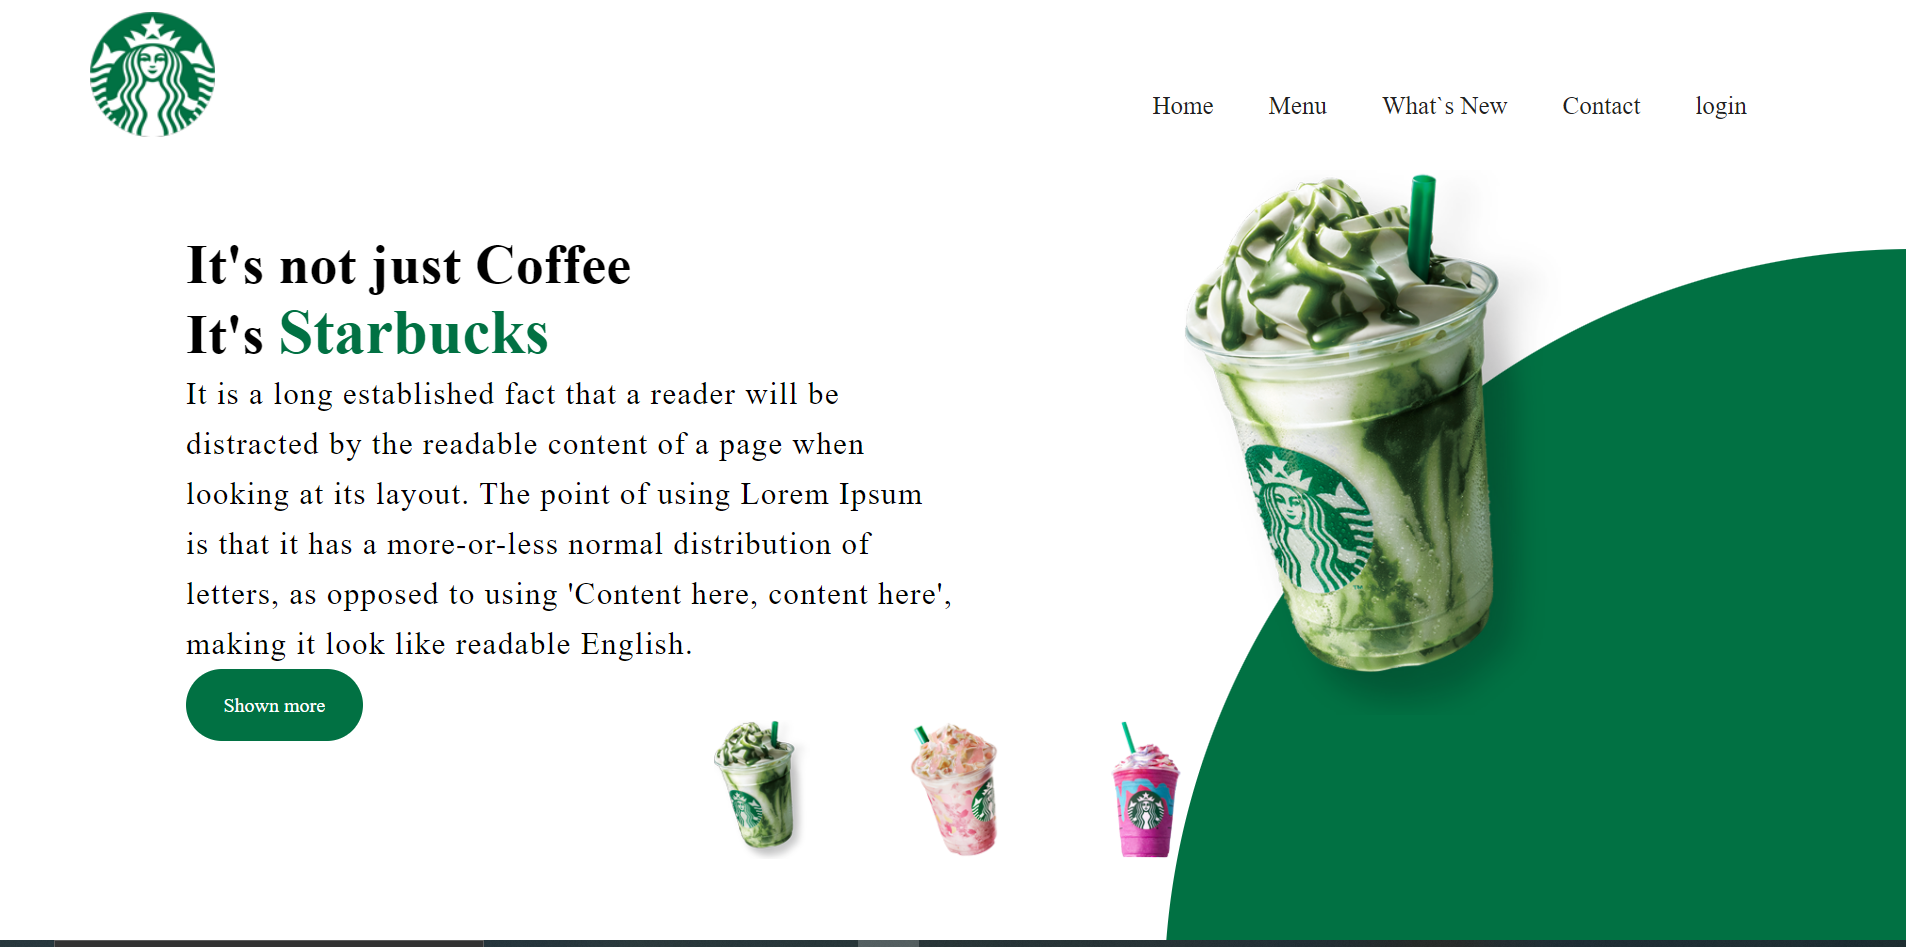 Home Menu What`s New Contact login
It's not just Coffee
It's Starbucks
It is a long established fact that a reader will be
distracted by the readable content of a page when
looking at its layout. The point of using Lorem Ipsum
is that it has a more-or-less normal distribution of
letters, as opposed to using 'Content here, content here',
making it look like readable English.
Shown more